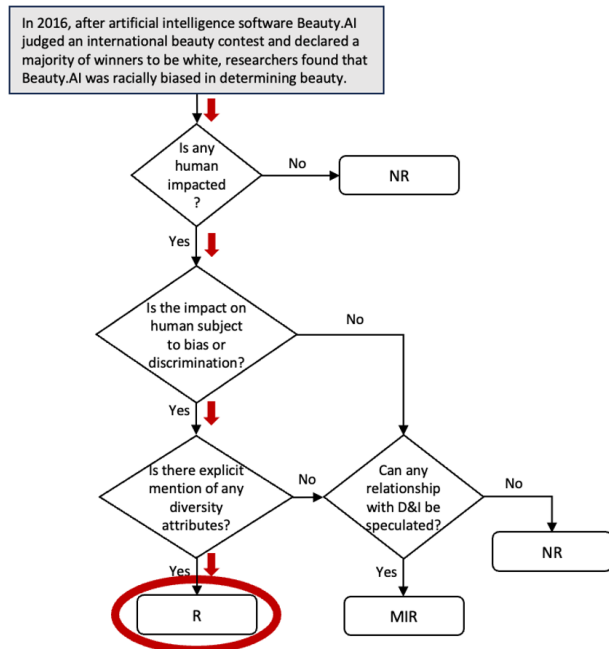 In 2016, after artificial intelligence software Beauty.AI
judged an international beauty contest and declared a
majority of winners to be white, researchers found that
Beauty.AI was racially biased in determining beauty.
Is any
human
impacted
?
No
NR
Yes
Is the impact on
human subject
to bias or
discrimination?
No
Yes
Is there explicit
mention of any
diversity
attributes?
No
Can any
relationship
with D&I be
speculated?
No
NR
Yes
R
Yes
MIR